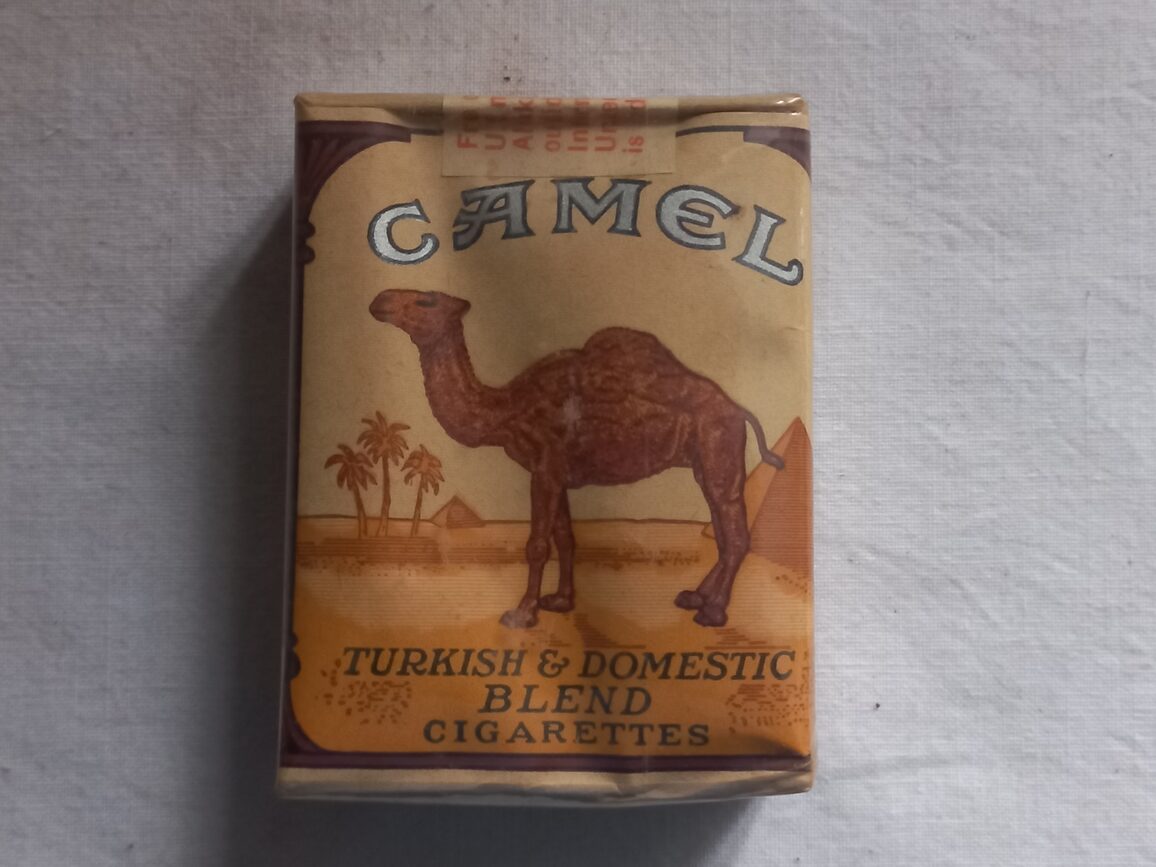 CAMEL
TURKISH & DOMESTIC
BLEND
CIGARETTES